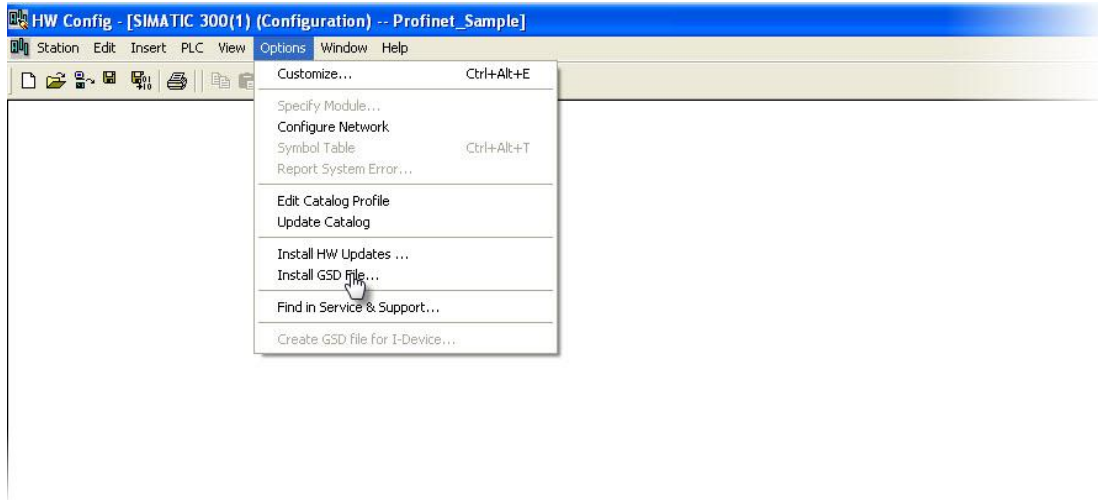 HW Config - [SIMATIC 300(1) (Configuration) -- Profinet_Sample]
Station Edit Insert PLC View Options Window Help
Customize... Ctrl+Alt+E
Specify Module...
Configure Network
Symbol Table Ctrl+Alt+T
Report System Error...
Edit Catalog Profile
Update Catalog
Install HW Updates ...
Install GSD File...
Find in Service & Support...
Create GSD file for I-Device...